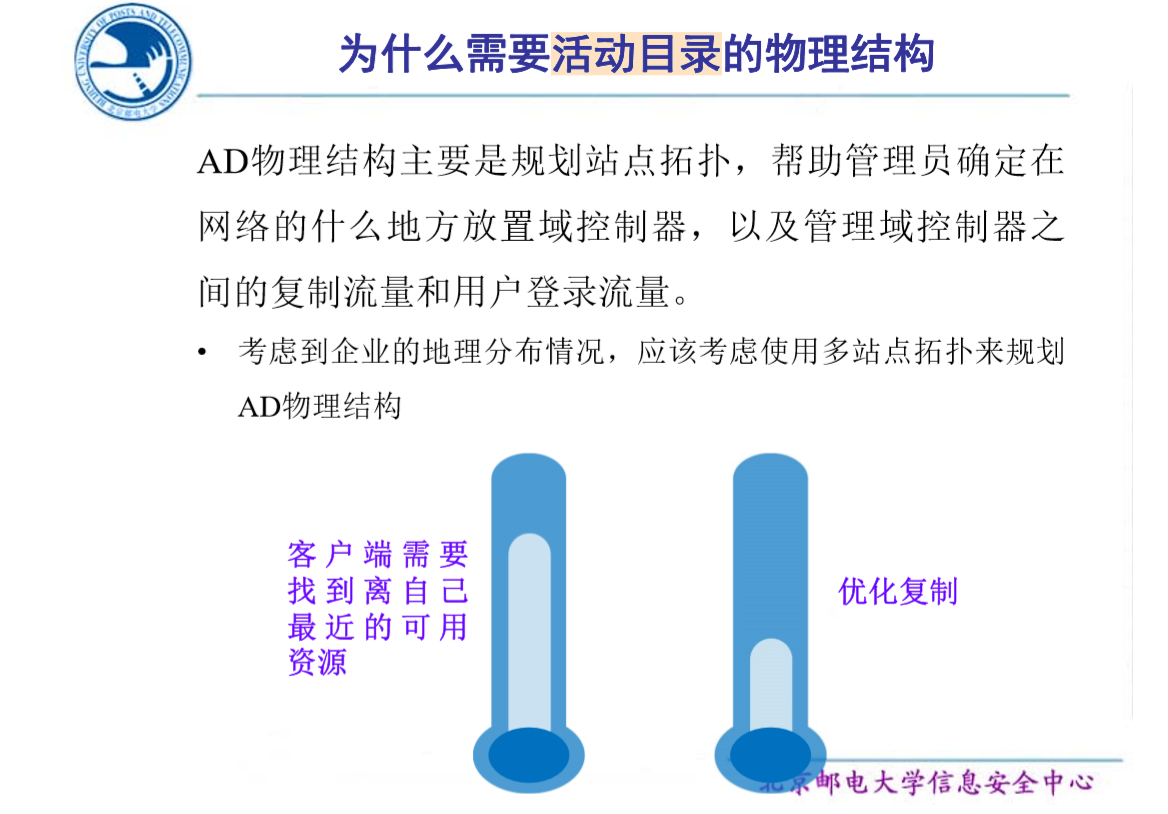 为什么需要活动目录的物理结构
UNIVERSITY OF POSTS AND TELECOMMUNICATIONS
BEIJING
北京邮电大学
AD物理结构主要是规划站点拓扑，帮助管理员确定在
网络的什么地方放置域控制器，以及管理域控制器之
间的复制流量和用户登录流量。
• 考虑到企业的地理分布情况，应该考虑使用多站点拓扑来规划
AD物理结构
客户端需要
找到离自己
最近的可用
资源
优化复制
北京邮电大学信息安全中心